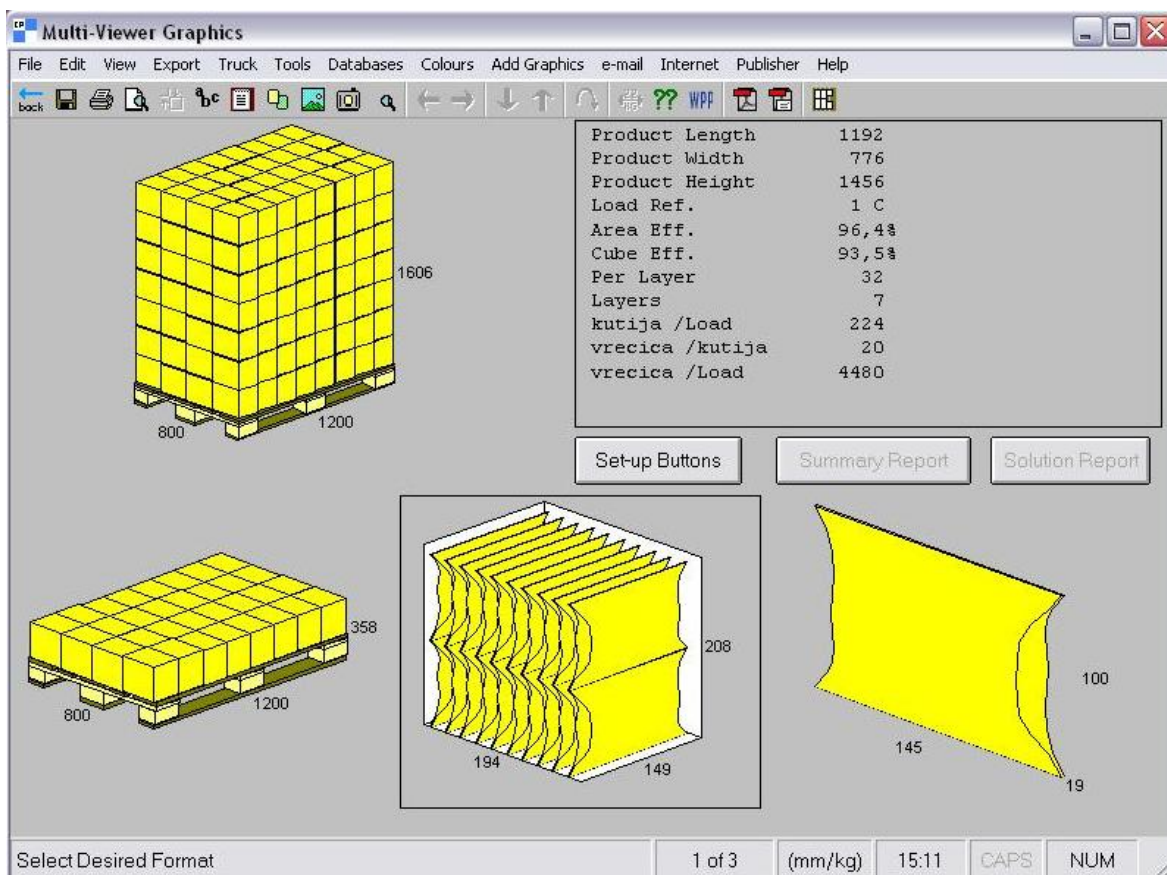 CP Multi-Viewer Graphics
File Edit View Export Truck Tools Databases Colours Add Graphics e-mail Internet Publisher Help
back abc ?? WPP
Product Length 1192
Product Width 776
Product Height 1456
Load Ref. 1 C
Area Eff. 96,4%
Cube Eff. 93,5%
Per Layer 32
Layers 7
kutija /Load 224
vrecica /kutija 20
vrecica /Load 4480
1606
800
1200
Set-up Buttons Summary Report Solution Report
358
800
1200
208
194
149
100
145
19
Select Desired Format 1 of 3 (mm/kg) 15:11 CAPS NUM